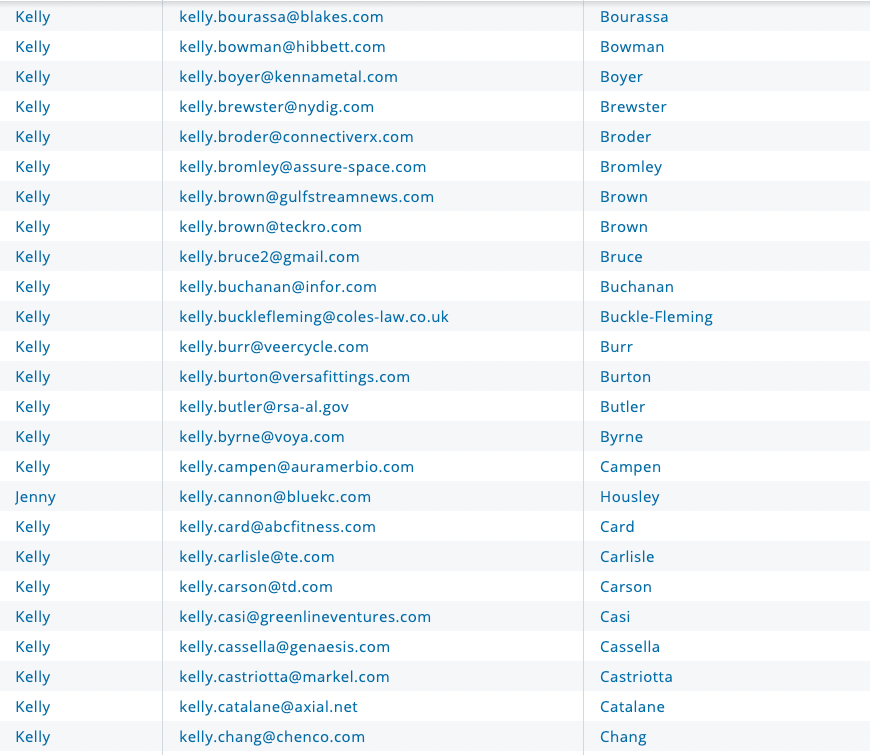 Kelly kelly.bourassa@blakes.com Bourassa
Kelly kelly.bowman@hibbett.com Bowman
Kelly kelly.boyer@kennametal.com Boyer
Kelly kelly.brewster@nydig.com Brewster
Kelly kelly.broder@connectiverx.com Broder
Kelly kelly.bromley@assure-space.com Bromley
Kelly kelly.brown@gulfstreamnews.com Brown
Kelly kelly.brown@teckro.com Brown
Kelly kelly.bruce2@gmail.com Bruce
Kelly kelly.buchanan@infor.com Buchanan
Kelly kelly.bucklefleming@coles-law.co.uk Buckle-Fleming
Kelly kelly.burr@veercycle.com Burr
Kelly kelly.burton@versafittings.com Burton
Kelly kelly.butler@rsa-al.gov Butler
Kelly kelly.byrne@voya.com Byrne
Kelly kelly.campen@auramerbio.com Campen
Jenny kelly.cannon@bluekc.com Housley
Kelly kelly.card@abcfitness.com Card
Kelly kelly.carlisle@te.com Carlisle
Kelly kelly.carson@td.com Carson
Kelly kelly.casi@greenlineventures.com Casi
Kelly kelly.cassella@genaesis.com Cassella
Kelly kelly.castriotta@markel.com Castriotta
Kelly kelly.catalane@axial.net Catalane
Kelly kelly.chang@chenco.com Chang